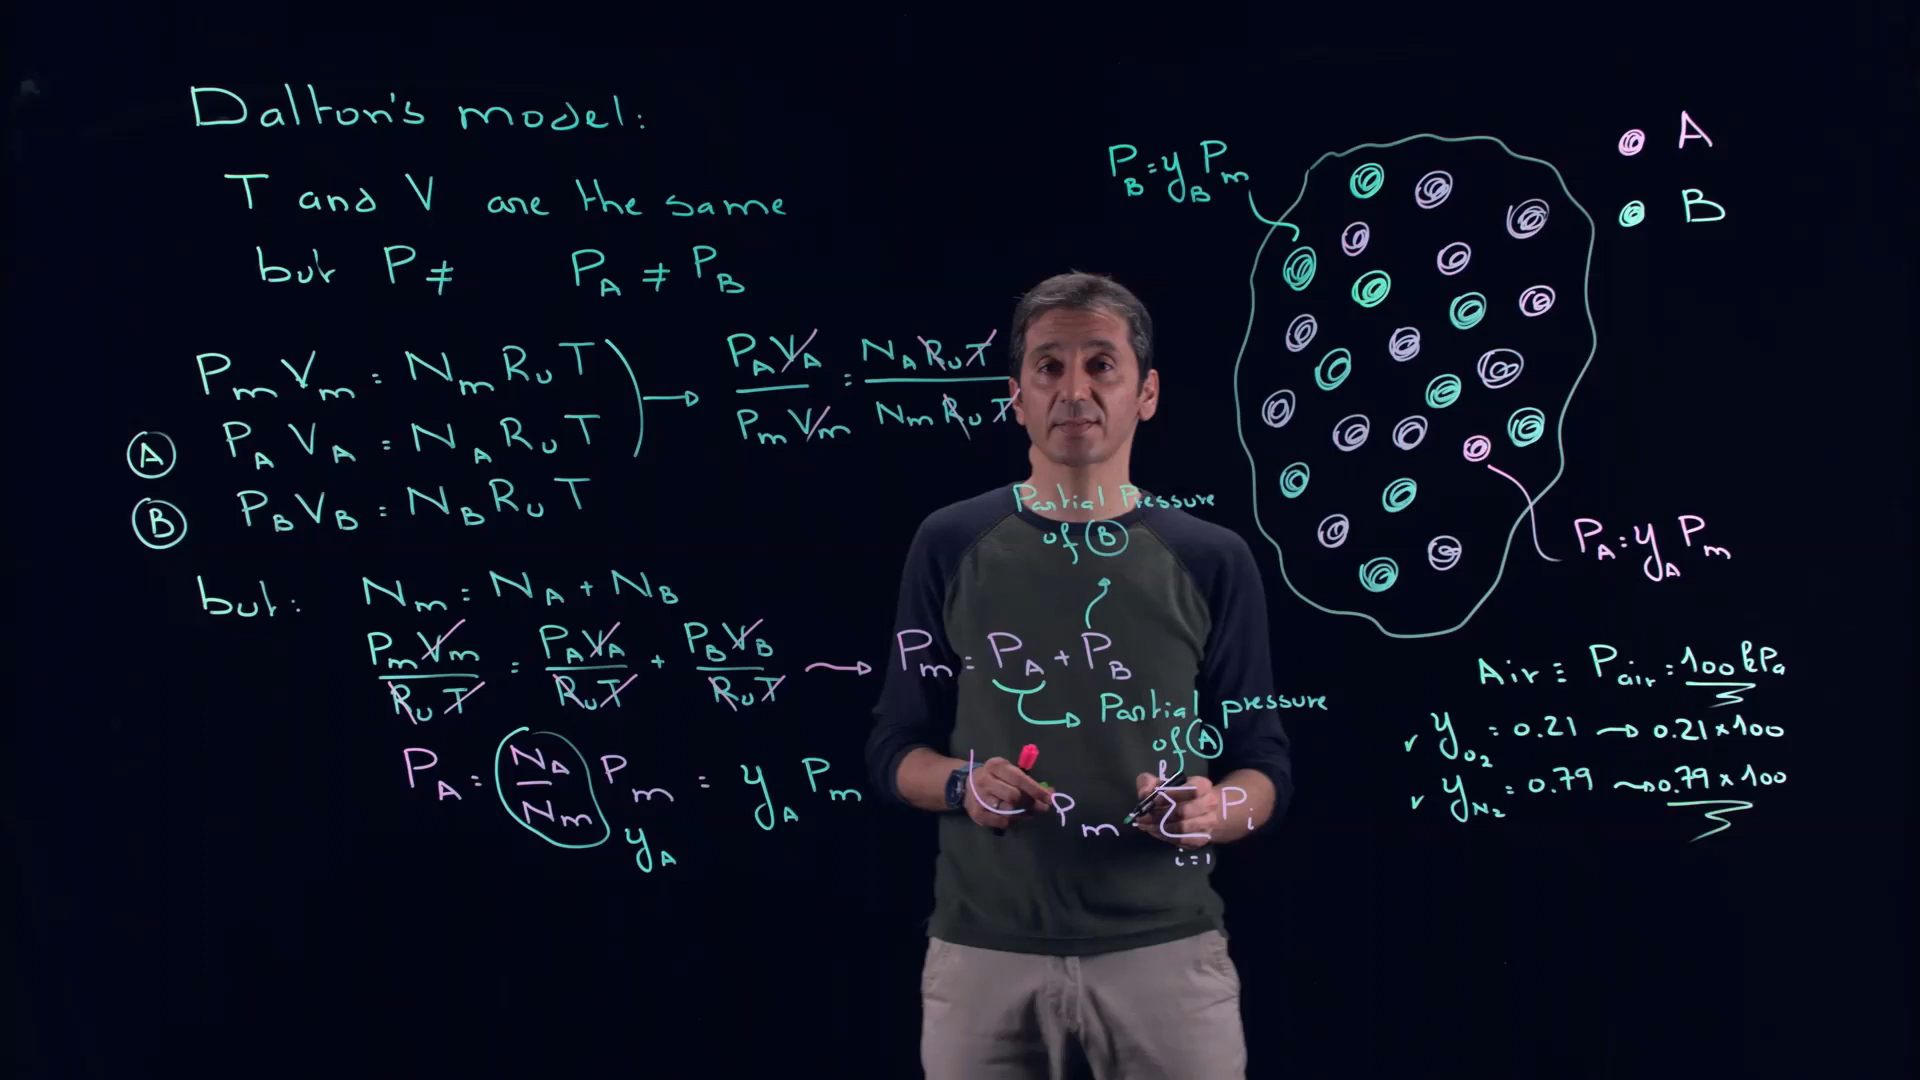 Dalton's model:
T and V are the same
but P ≠ P_A ≠ P_B
P_m V_m = N_m R_u T
(A) P_A V_A = N_A R_u T
(B) P_B V_B = N_B R_u T
P_A V_A / P_m V_m = N_A R_u T / N_m R_u T
but: N_m = N_A + N_B
P_m V_m / R_u T = P_A V_A / R_u T + P_B V_B / R_u T → P_m = P_A + P_B
Partial Pressure
of (B)
Partial pressure
of (A)
P_A = N_A / N_m P_m = y_A P_m
y_A
P_m = Σ P_i
i=1
P_B = y_B P_m
A
B
P_A = y_A P_m
Air ≡ P_air = 100 kPa
✓ y_O2 = 0.21 → 0.21 × 100
✓ y_N2 = 0.79 → 0.79 × 100